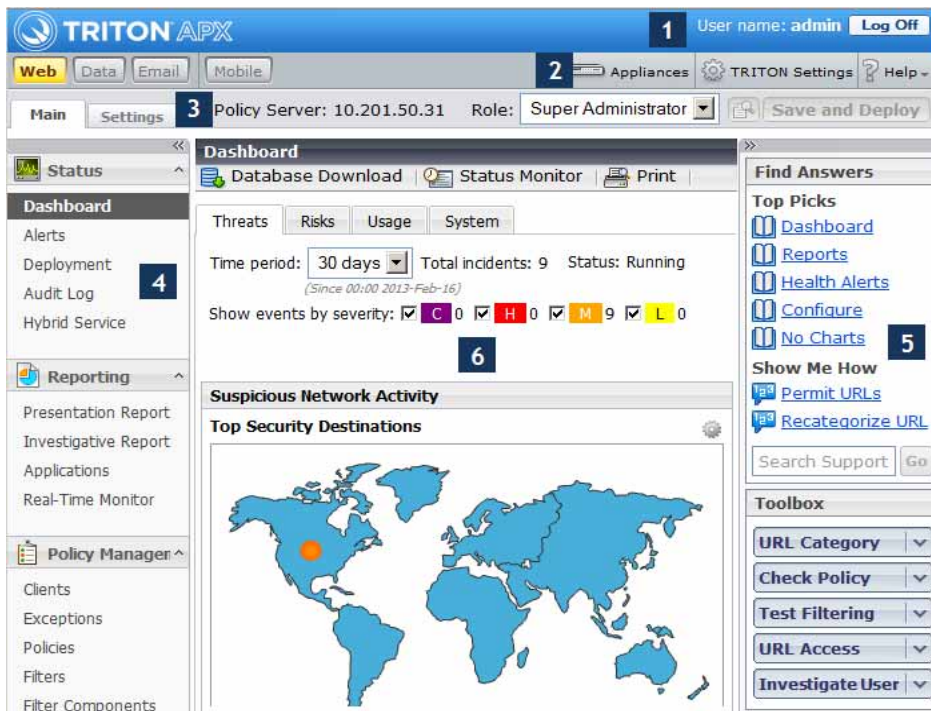 TRITON APX
1
User name: admin
Log Off
Web
Data
Email
Mobile
2
Appliances
TRITON Settings
Help
Main
Settings
3
Policy Server: 10.201.50.31
Role:
Super Administrator
Save and Deploy
Status
Dashboard
Alerts
Deployment
Audit Log
Hybrid Service
4
Reporting
Presentation Report
Investigative Report
Applications
Real-Time Monitor
Policy Manager
Clients
Exceptions
Policies
Filters
Filter Components
Dashboard
Database Download
Status Monitor
Print
Threats
Risks
Usage
System
Time period:
30 days
Total incidents: 9
Status: Running
(Since 00:00 2013-Feb-16)
Show events by severity:
C 0
H 0
M 9
L 0
6
Suspicious Network Activity
Top Security Destinations
Find Answers
Top Picks
Dashboard
Reports
Health Alerts
Configure
No Charts
5
Show Me How
Permit URLs
Recategorize URL
Search Support
Go
Toolbox
URL Category
Check Policy
Test Filtering
URL Access
Investigate User